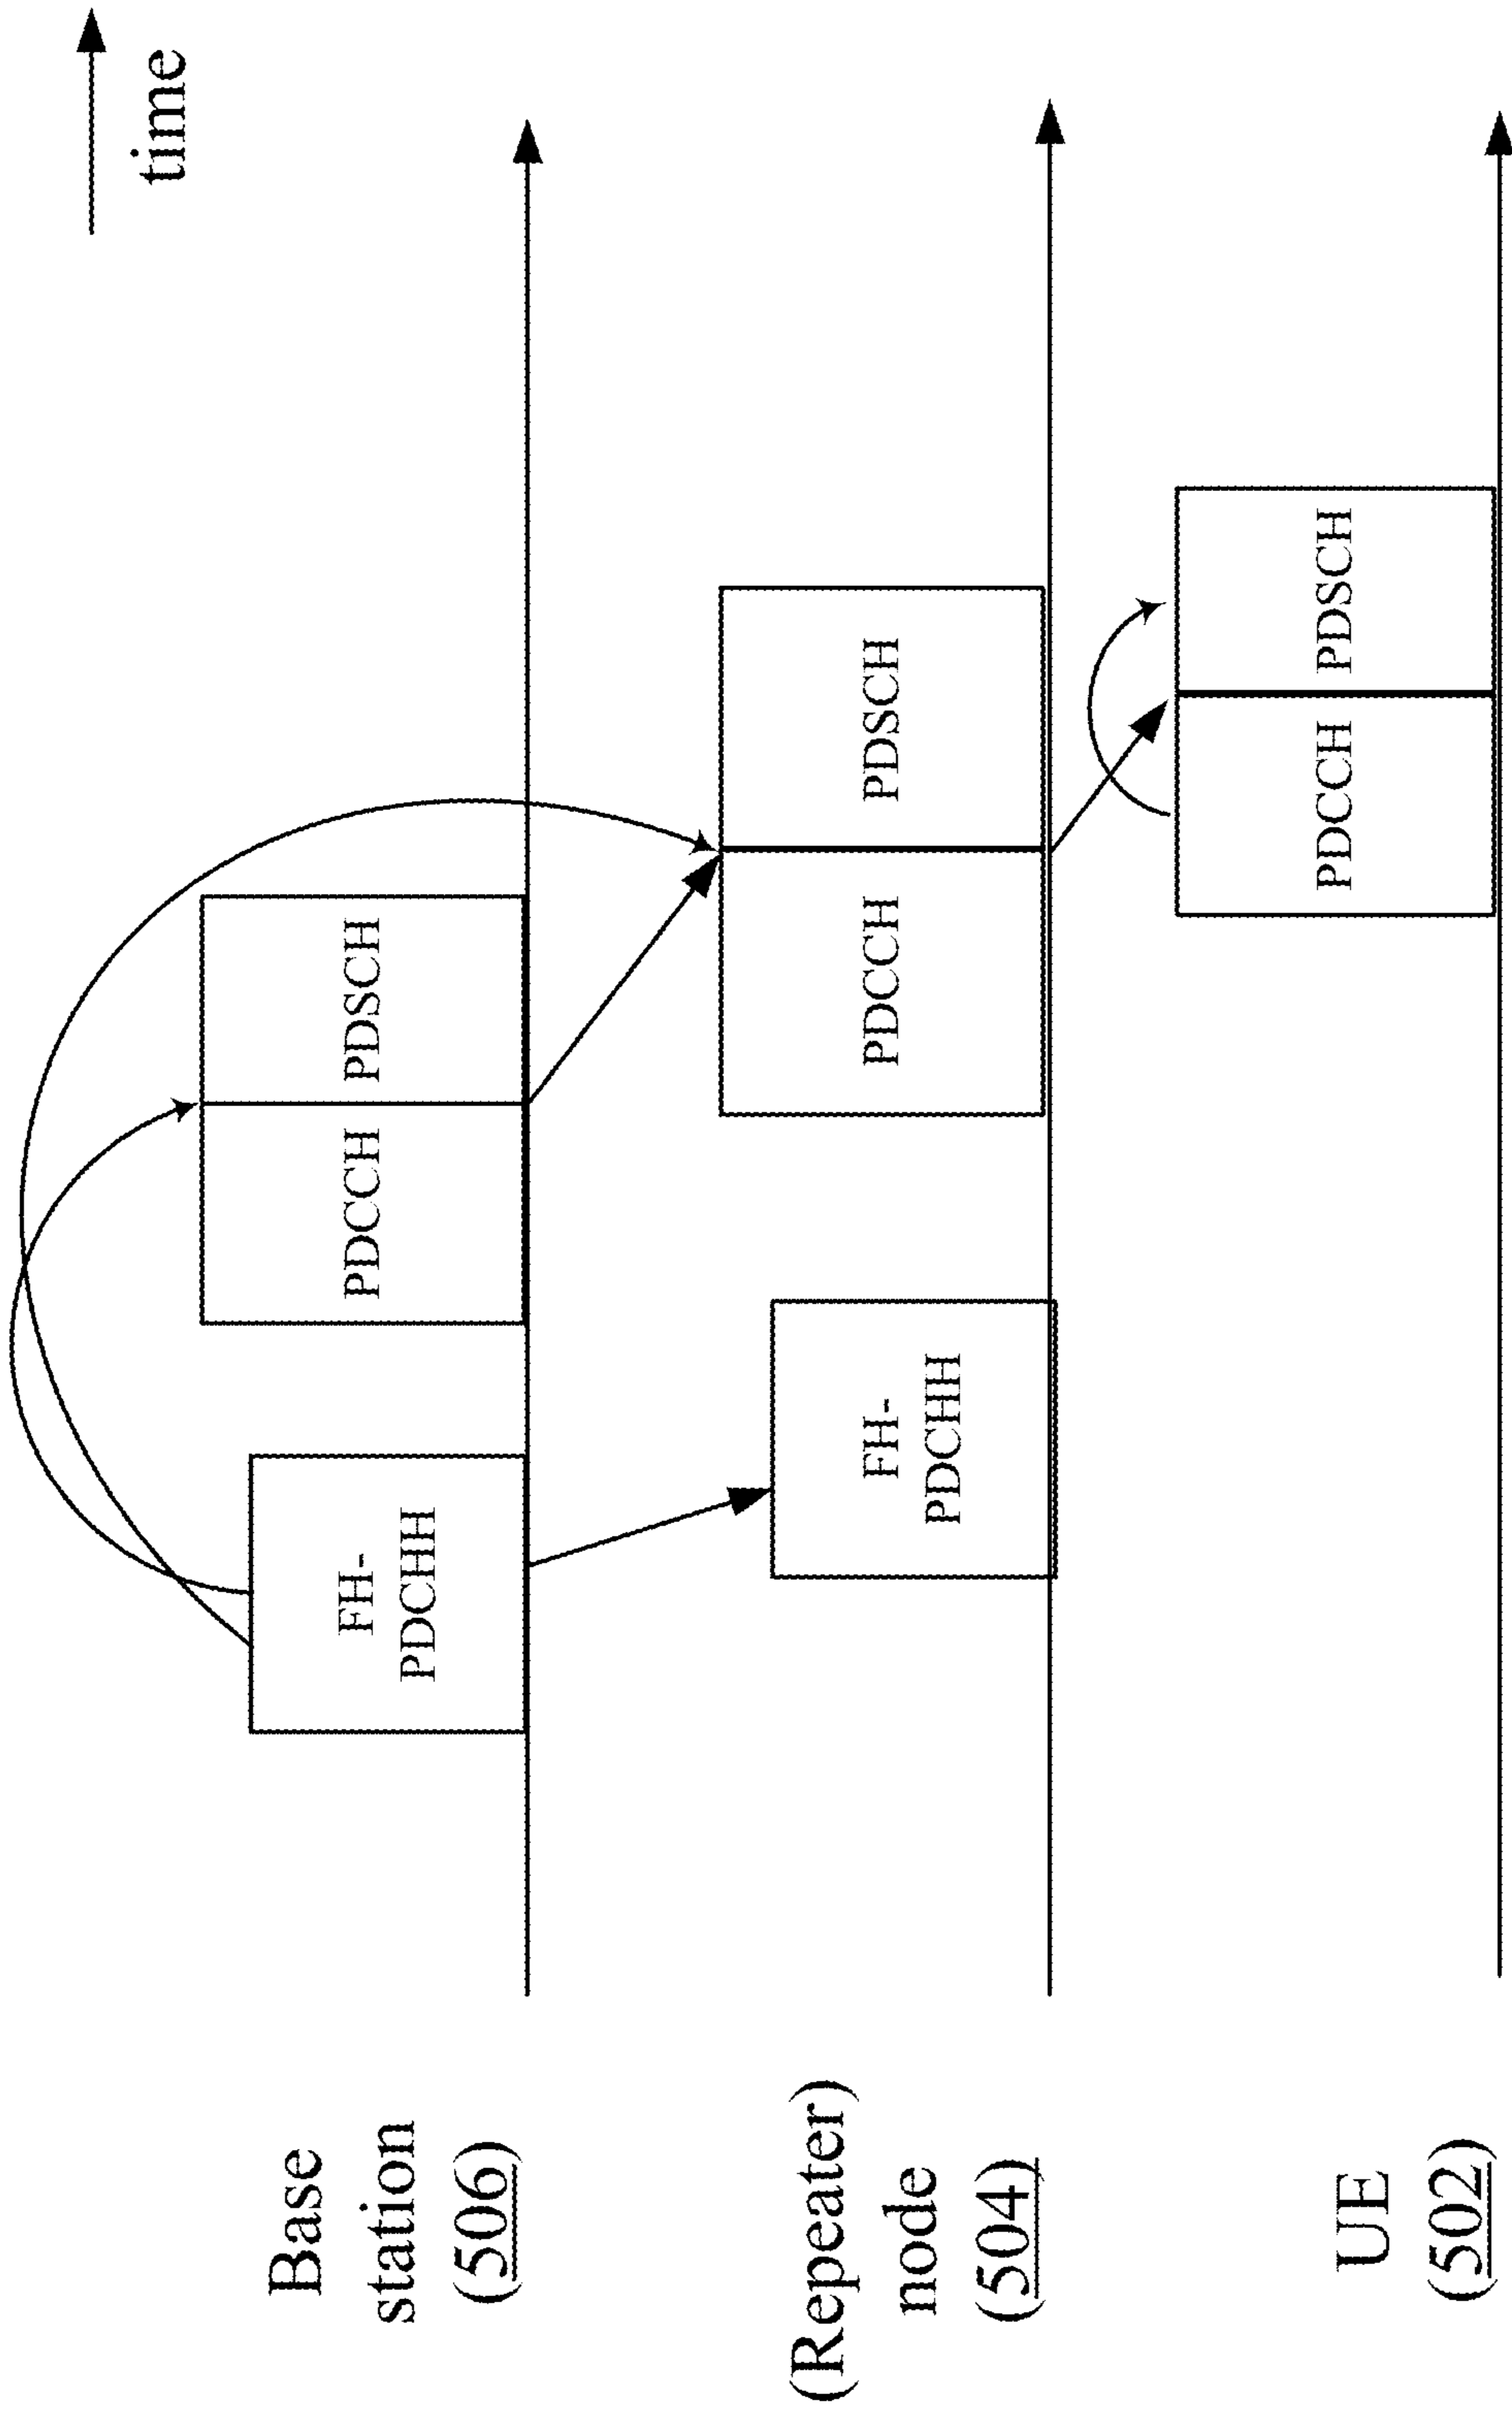 time
Base
station
(506)
FH-
PDCHH
PDCCH
PDSCH
(Repeater)
node
(504)
FH-
PDCHH
PDCCH
PDSCH
UE
(502)
PDCCH
PDSCH